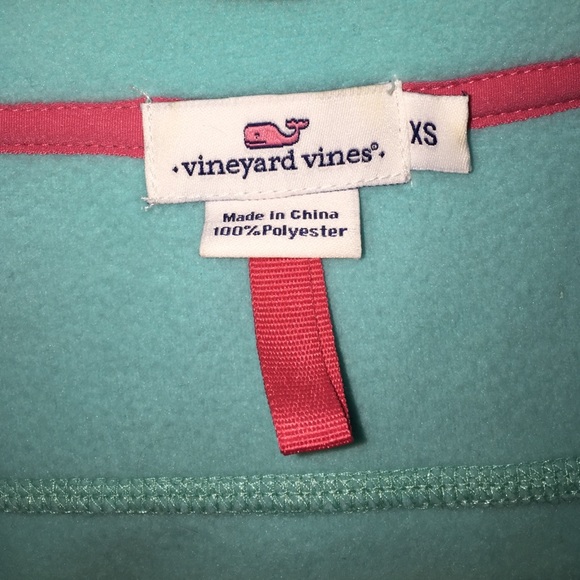 ·vineyard vines®·
XS
Made in China
100%Polyester